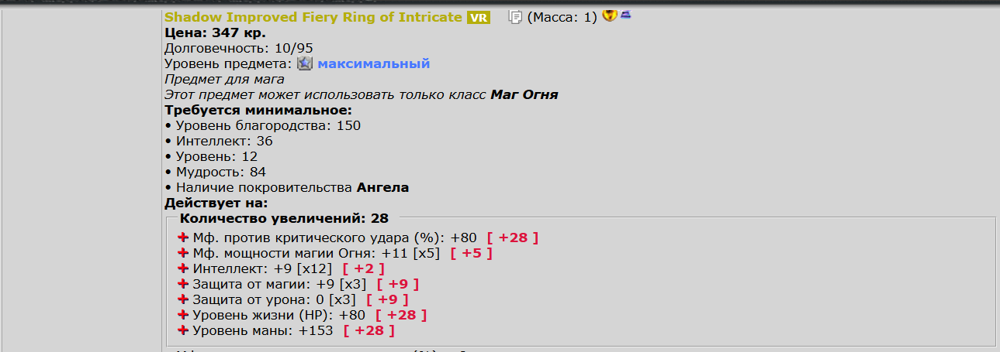 Shadow Improved Fiery Ring of Intricate VR (Масса: 1)
Цена: 347 кр.
Долговечность: 10/95
Уровень предмета: максимальный
Предмет для мага
Этот предмет может использовать только класс Маг Огня
Требуется минимальное:
• Уровень благородства: 150
• Интеллект: 36
• Уровень: 12
• Мудрость: 84
• Наличие покровительства Ангела
Действует на:
Количество увеличений: 28
Мф. против критического удара (%): +80 [ +28 ]
Мф. мощности магии Огня: +11 [x5] [ +5 ]
Интеллект: +9 [x12] [ +2 ]
Защита от магии: +9 [x3] [ +9 ]
Защита от урона: 0 [x3] [ +9 ]
Уровень жизни (HP): +80 [ +28 ]
Уровень маны: +153 [ +28 ]